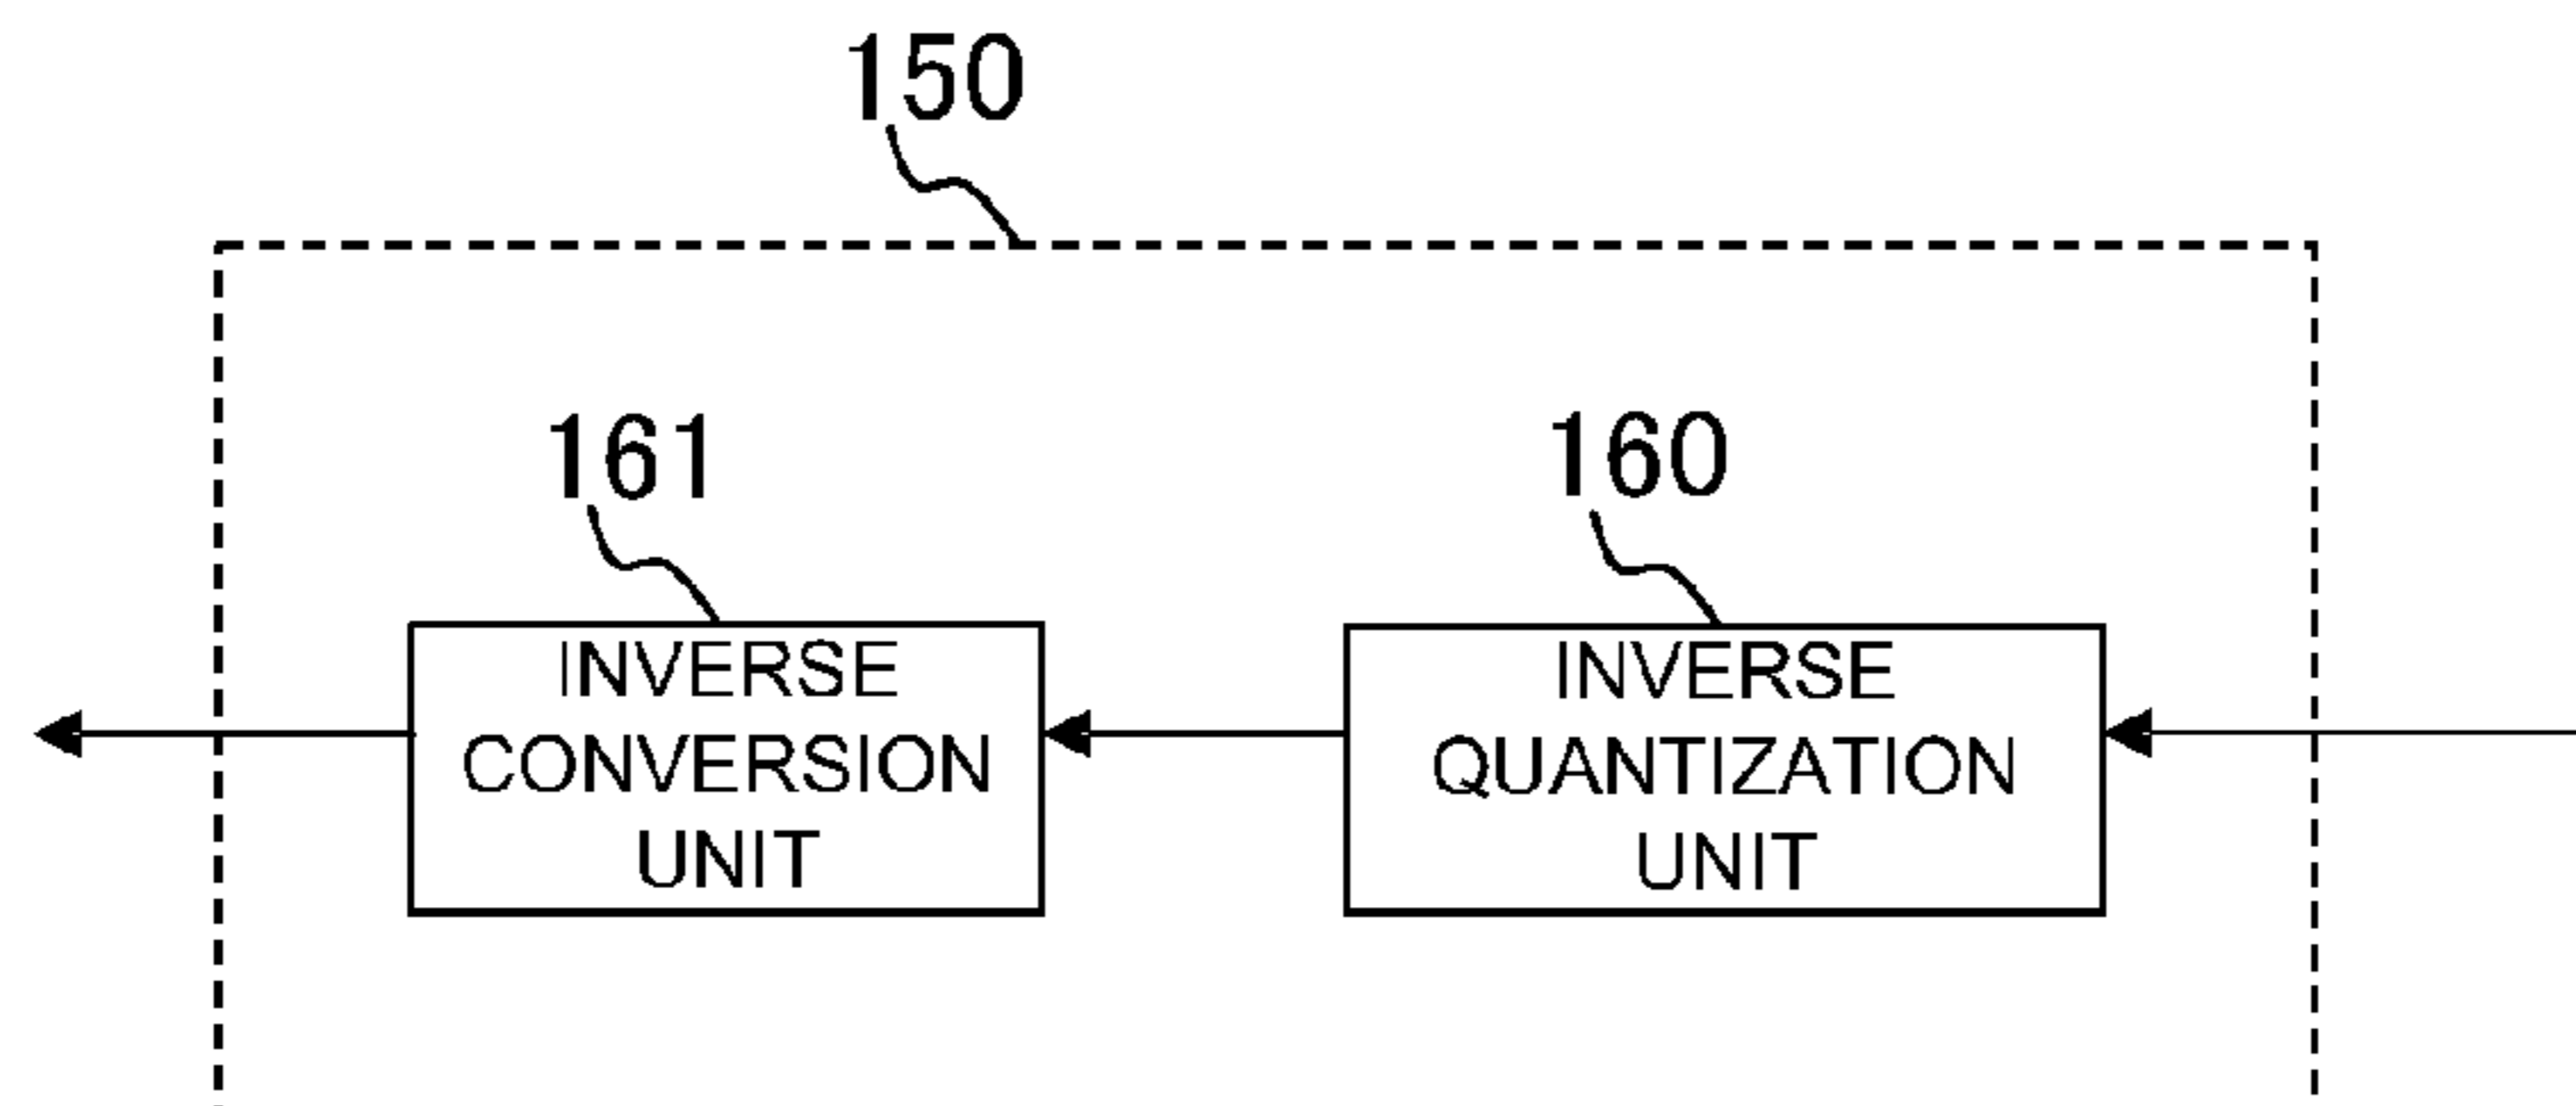 150
161
160
INVERSE
CONVERSION
UNIT
INVERSE
QUANTIZATION
UNIT